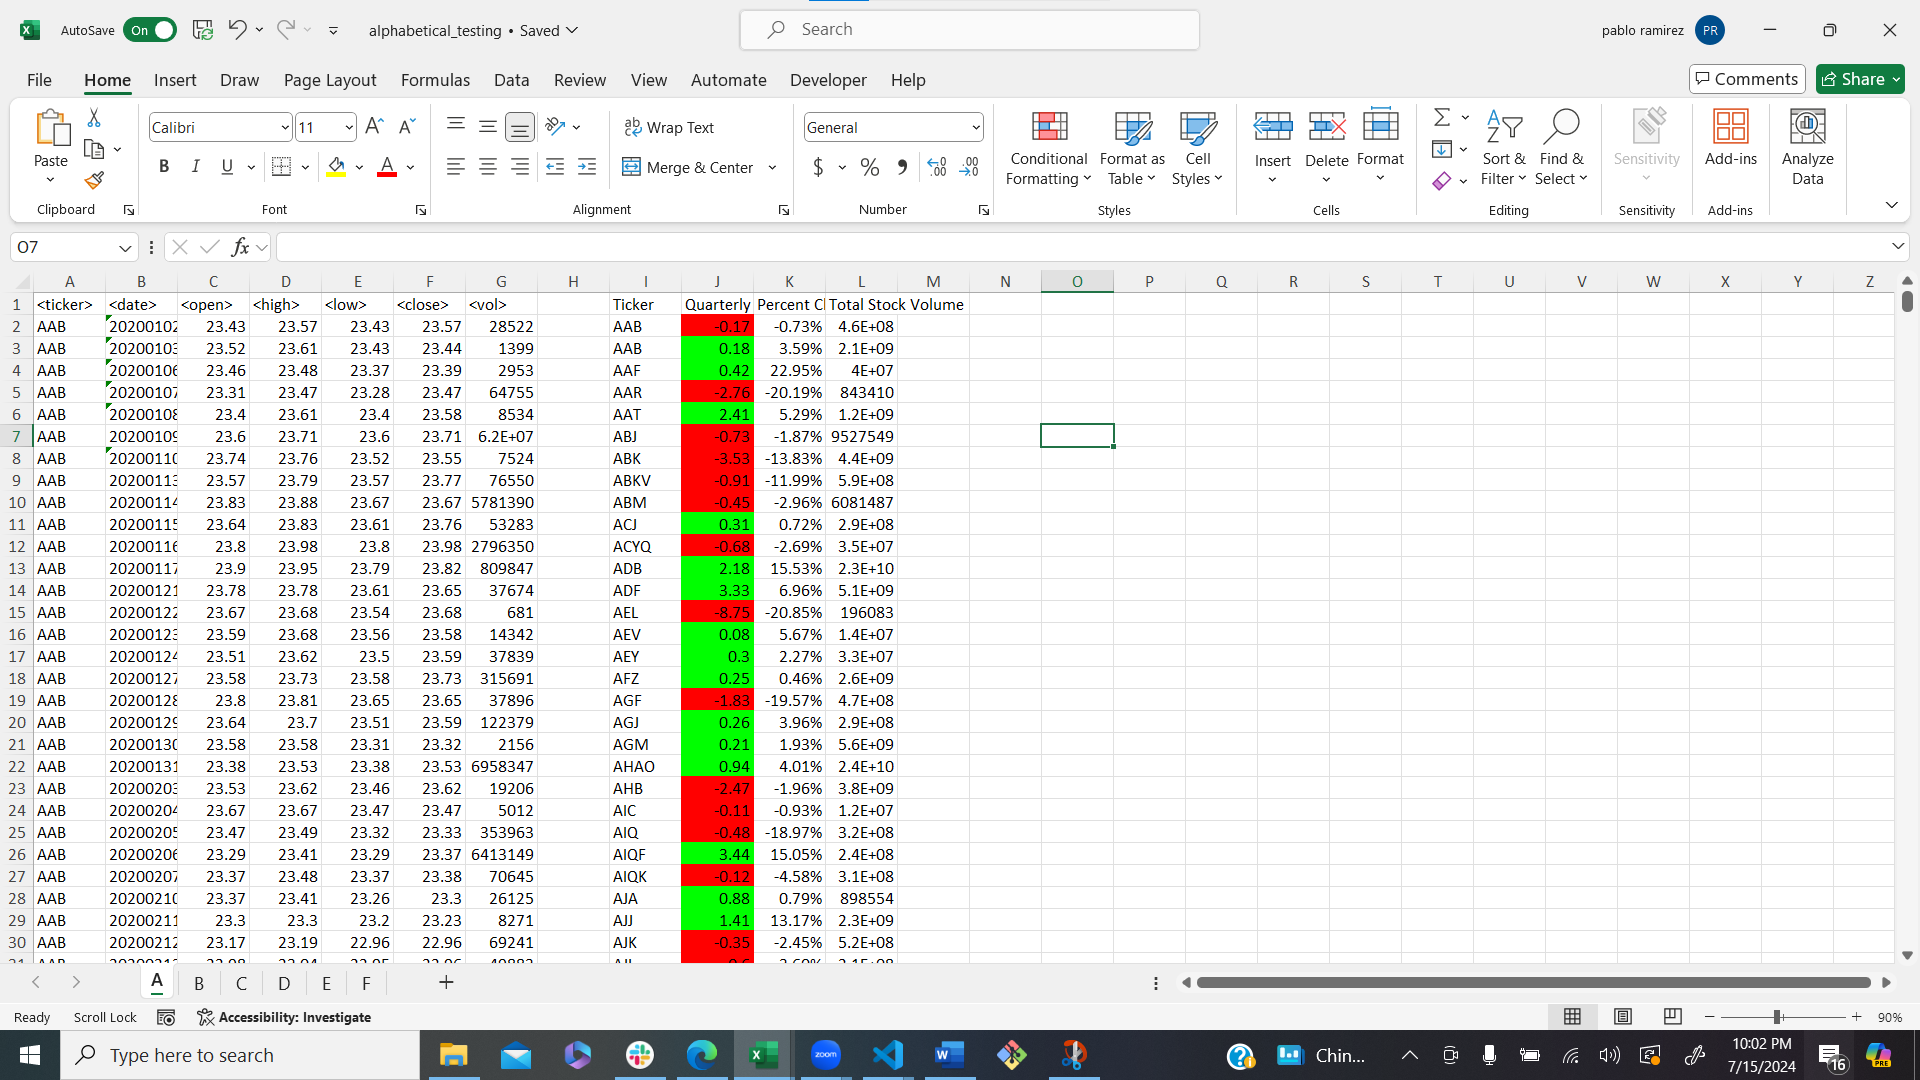 AutoSave On alphabetical_testing • Saved Search pablo ramirez PR
File Home Insert Draw Page Layout Formulas Data Review View Automate Developer Help Comments Share
Calibri 11 Wrap Text General
Paste Merge & Center Conditional Formatting Format as Table Cell Styles Insert Delete Format Sort & Filter Find & Select Sensitivity Add-ins Analyze Data
Clipboard Font Alignment Number Styles Cells Editing Sensitivity Add-ins
O7 fx
A B C D E F G H I J K L M N O P Q R S T U V W X Y Z
1 <ticker> <date> <open> <high> <low> <close> <vol> Ticker Quarterly Percent Cl Total Stock Volume
2 AAB 20200102 23.43 23.57 23.43 23.57 28522 AAB -0.17 -0.73% 4.6E+08
3 AAB 20200103 23.52 23.61 23.43 23.44 1399 AAB 0.18 3.59% 2.1E+09
4 AAB 20200106 23.46 23.48 23.37 23.39 2953 AAF 0.42 22.95% 4E+07
5 AAB 20200107 23.31 23.47 23.28 23.47 64755 AAR -2.76 -20.19% 843410
6 AAB 20200108 23.4 23.61 23.4 23.58 8534 AAT 2.41 5.29% 1.2E+09
7 AAB 20200109 23.6 23.71 23.6 23.71 6.2E+07 ABJ -0.73 -1.87% 9527549
8 AAB 20200110 23.74 23.76 23.52 23.55 7524 ABK -3.53 -13.83% 4.4E+09
9 AAB 20200113 23.57 23.79 23.57 23.77 76550 ABKV -0.91 -11.99% 5.9E+08
10 AAB 20200114 23.83 23.88 23.67 23.67 5781390 ABM -0.45 -2.96% 6081487
11 AAB 20200115 23.64 23.83 23.61 23.76 53283 ACJ 0.31 0.72% 2.9E+08
12 AAB 20200116 23.8 23.98 23.8 23.98 2796350 ACYQ -0.68 -2.69% 3.5E+07
13 AAB 20200117 23.9 23.95 23.79 23.82 809847 ADB 2.18 15.53% 2.3E+10
14 AAB 20200121 23.78 23.78 23.61 23.65 37674 ADF 3.33 6.96% 5.1E+09
15 AAB 20200122 23.67 23.68 23.54 23.68 681 AEL -8.75 -20.85% 196083
16 AAB 20200123 23.59 23.68 23.56 23.58 14342 AEV 0.08 5.67% 1.4E+07
17 AAB 20200124 23.51 23.62 23.5 23.59 37839 AEY 0.3 2.27% 3.3E+07
18 AAB 20200127 23.58 23.73 23.58 23.73 315691 AFZ 0.25 0.46% 2.6E+09
19 AAB 20200128 23.8 23.81 23.65 23.65 37896 AGF -1.83 -19.57% 4.7E+08
20 AAB 20200129 23.64 23.7 23.51 23.59 122379 AGJ 0.26 3.96% 2.9E+08
21 AAB 20200130 23.58 23.58 23.31 23.32 2156 AGM 0.21 1.93% 5.6E+09
22 AAB 20200131 23.38 23.53 23.38 23.53 6958347 AHAO 0.94 4.01% 2.4E+10
23 AAB 20200203 23.53 23.62 23.46 23.62 19206 AHB -2.47 -1.96% 3.8E+09
24 AAB 20200204 23.67 23.67 23.47 23.47 5012 AIC -0.11 -0.93% 1.2E+07
25 AAB 20200205 23.47 23.49 23.32 23.33 353963 AIQ -0.48 -18.97% 3.2E+08
26 AAB 20200206 23.29 23.41 23.29 23.37 6413149 AIQF 3.44 15.05% 2.4E+08
27 AAB 20200207 23.37 23.48 23.37 23.38 70645 AIQK -0.12 -4.58% 3.1E+08
28 AAB 20200210 23.37 23.41 23.26 23.3 26125 AJA 0.88 0.79% 898554
29 AAB 20200211 23.3 23.3 23.2 23.23 8271 AJJ 1.41 13.17% 2.3E+09
30 AAB 20200212 23.17 23.19 22.96 22.96 69241 AJK -0.35 -2.45% 5.2E+08
A B C D E F
Ready Scroll Lock Accessibility: Investigate 90%
Type here to search zoom Chin... 10:02 PM
7/15/2024 16 PRE